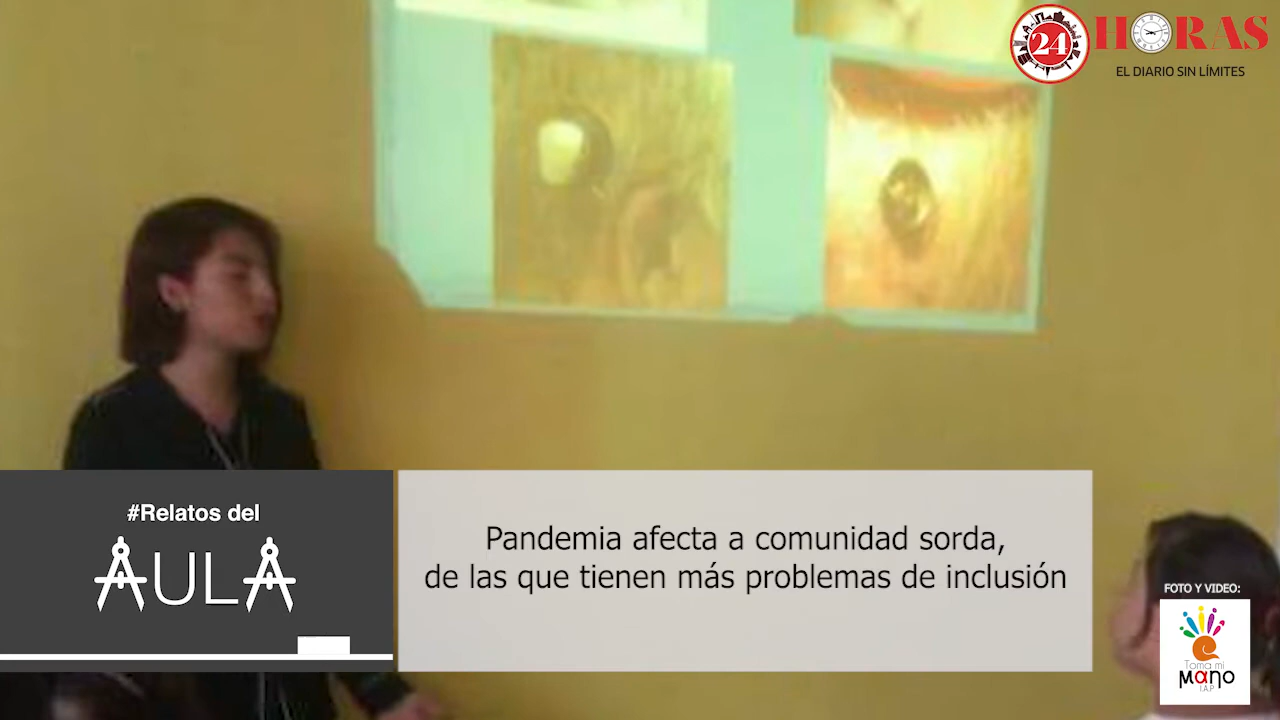 24 HORAS
EL DIARIO SIN LÍMITES
#Relatos del
AULA
Pandemia afecta a comunidad sorda,
de las que tienen más problemas de inclusión
FOTO Y VIDEO:
Toma mi
mano
I.A.P